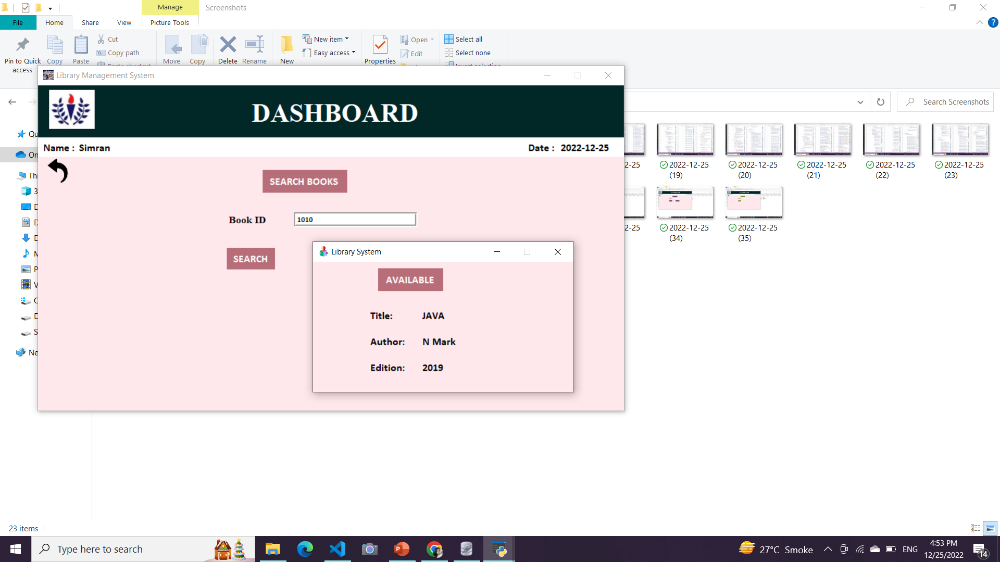 Manage
Screenshots
File
Home
Share
View
Picture Tools
Pin to Quick access
Copy
Paste
Cut
Copy path
Move
Copy
Delete
Rename
New
New item
Easy access
Properties
Open
Edit
Select all
Select none
Search Screenshots
Library Management System
DASHBOARD
Name : Simran
Date : 2022-12-25
SEARCH BOOKS
Book ID
1010
SEARCH
Library System
AVAILABLE
Title: JAVA
Author: N Mark
Edition: 2019
2-25
2022-12-25 (19)
2022-12-25 (20)
2022-12-25 (21)
2022-12-25 (22)
2022-12-25 (23)
2-25
2022-12-25 (34)
2022-12-25 (35)
23 items
Type here to search
27°C Smoke
ENG
4:53 PM
12/25/2022
14